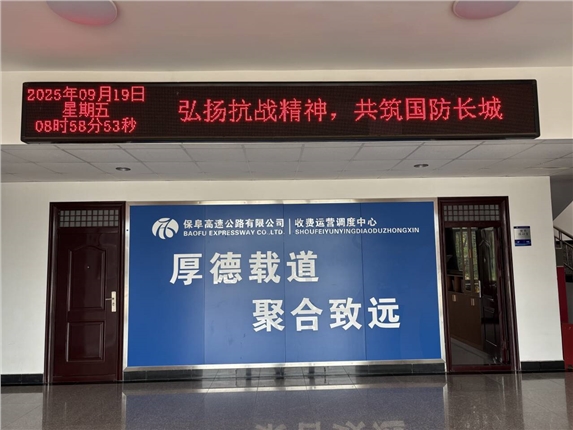 2025年09月19日
星期五
08时58分53秒
弘扬抗战精神，共筑国防长城
保阜高速公路有限公司
BAOFU EXPRESSWAY CO.,LTD
收费运营调度中心
SHOUFEIYUNYINGDIAODUZHONGXIN
厚德载道
聚合致远